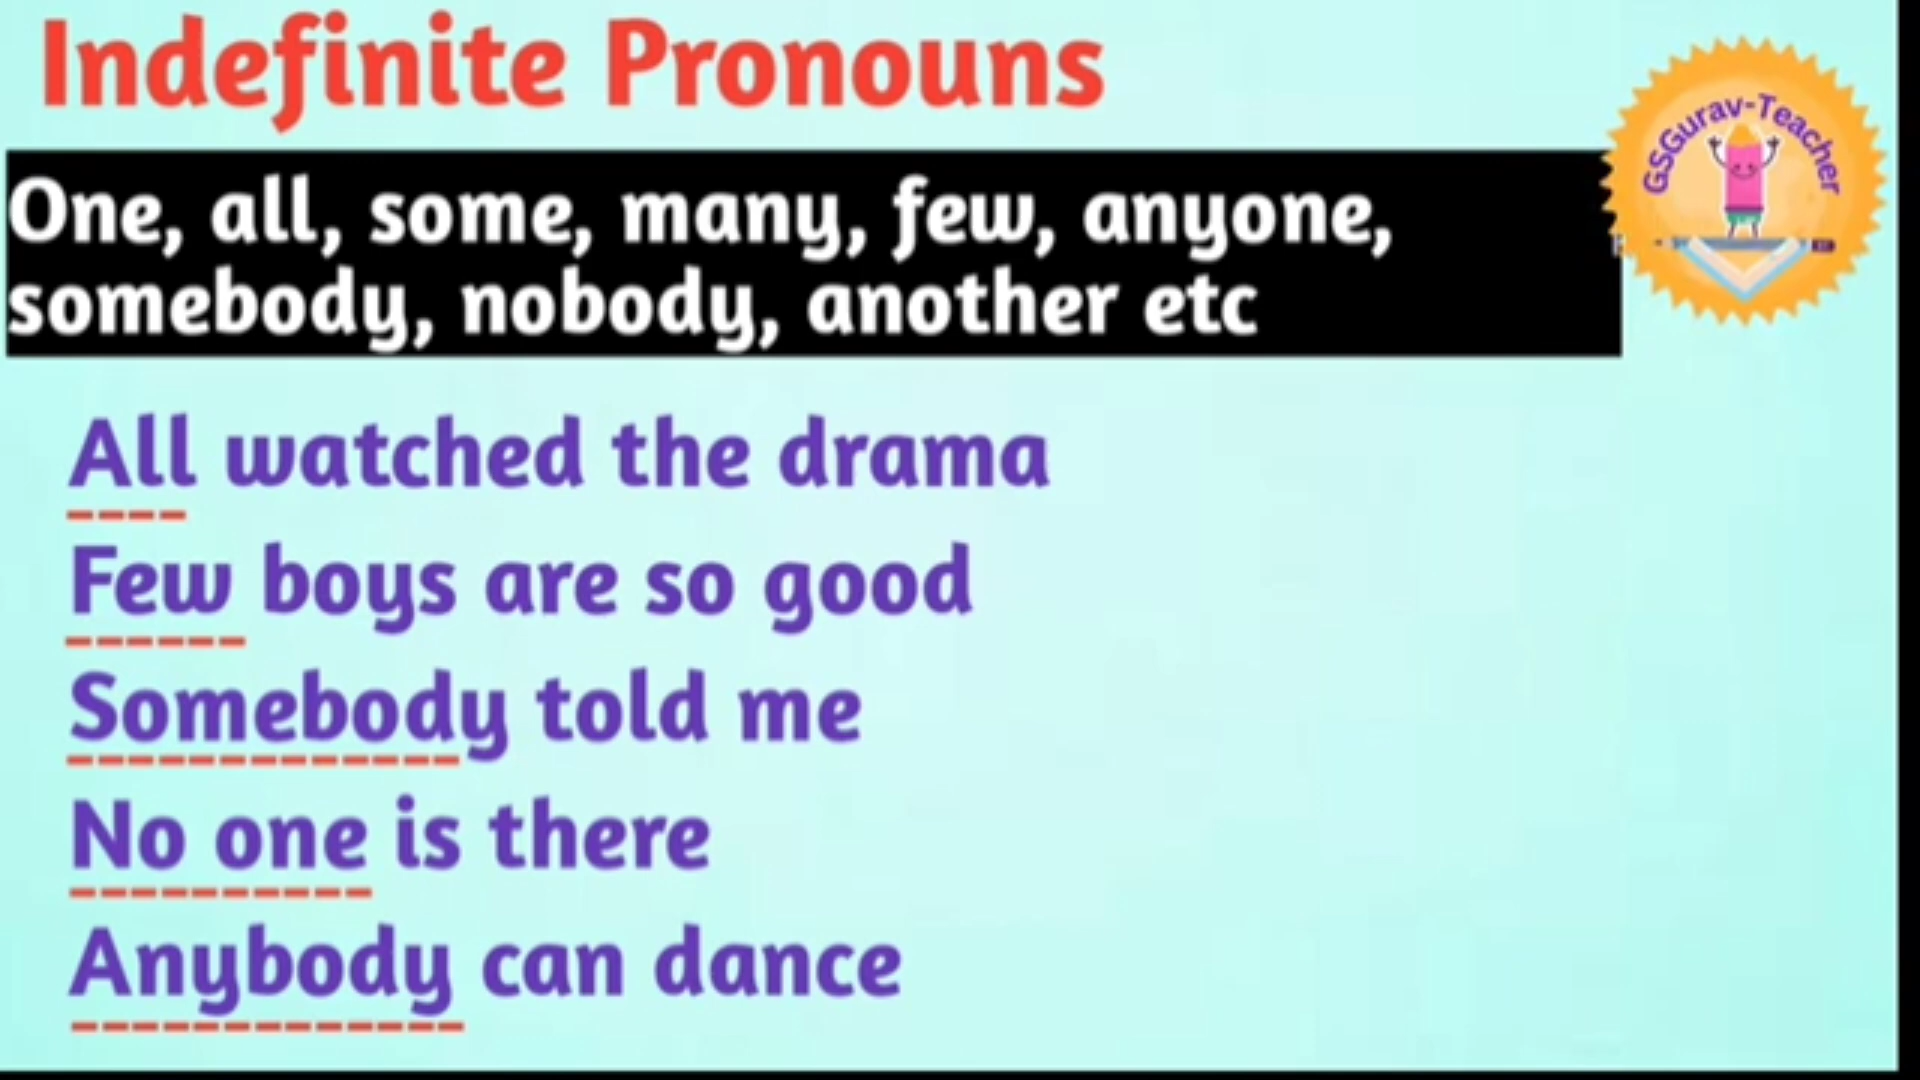 Indefinite Pronouns
GSGurav-Teacher
One, all, some, many, few, anyone,
somebody, nobody, another etc
All watched the drama
Few boys are so good
Somebody told me
No one is there
Anybody can dance